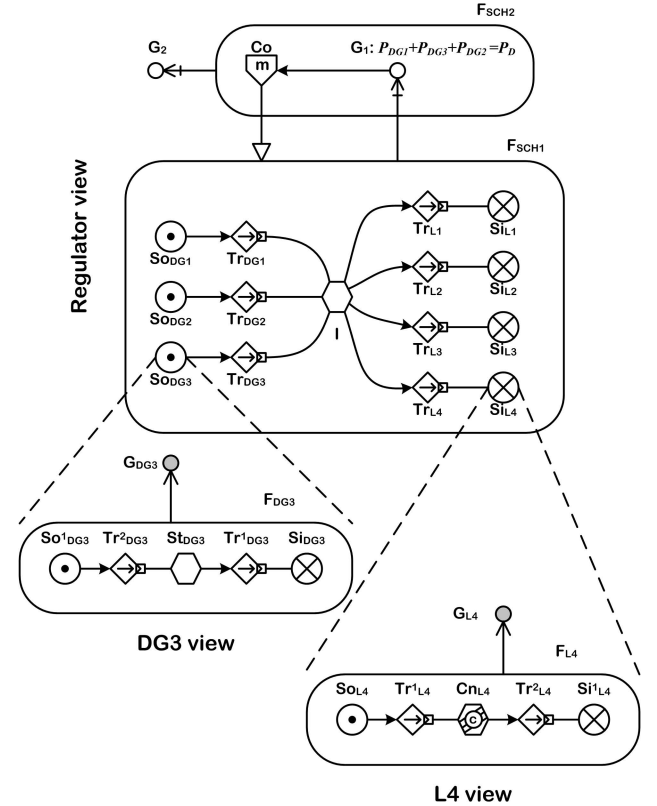 FSCH2
G2
Co
m
G1: PDG1+PDG3+PDG2=PD
FSCH1
Regulator view
SoDG1
TrDG1
TrL1
SiL1
SoDG2
TrDG2
TrL2
SiL2
I
SoDG3
TrDG3
TrL3
SiL3
TrL4
SiL4
GDG3
FDG3
So1DG3 Tr2DG3 StDG3 Tr1DG3 SiDG3
DG3 view
GL4
FL4
SoL4 Tr1L4 CnL4 Tr2L4 Si1L4
C
L4 view